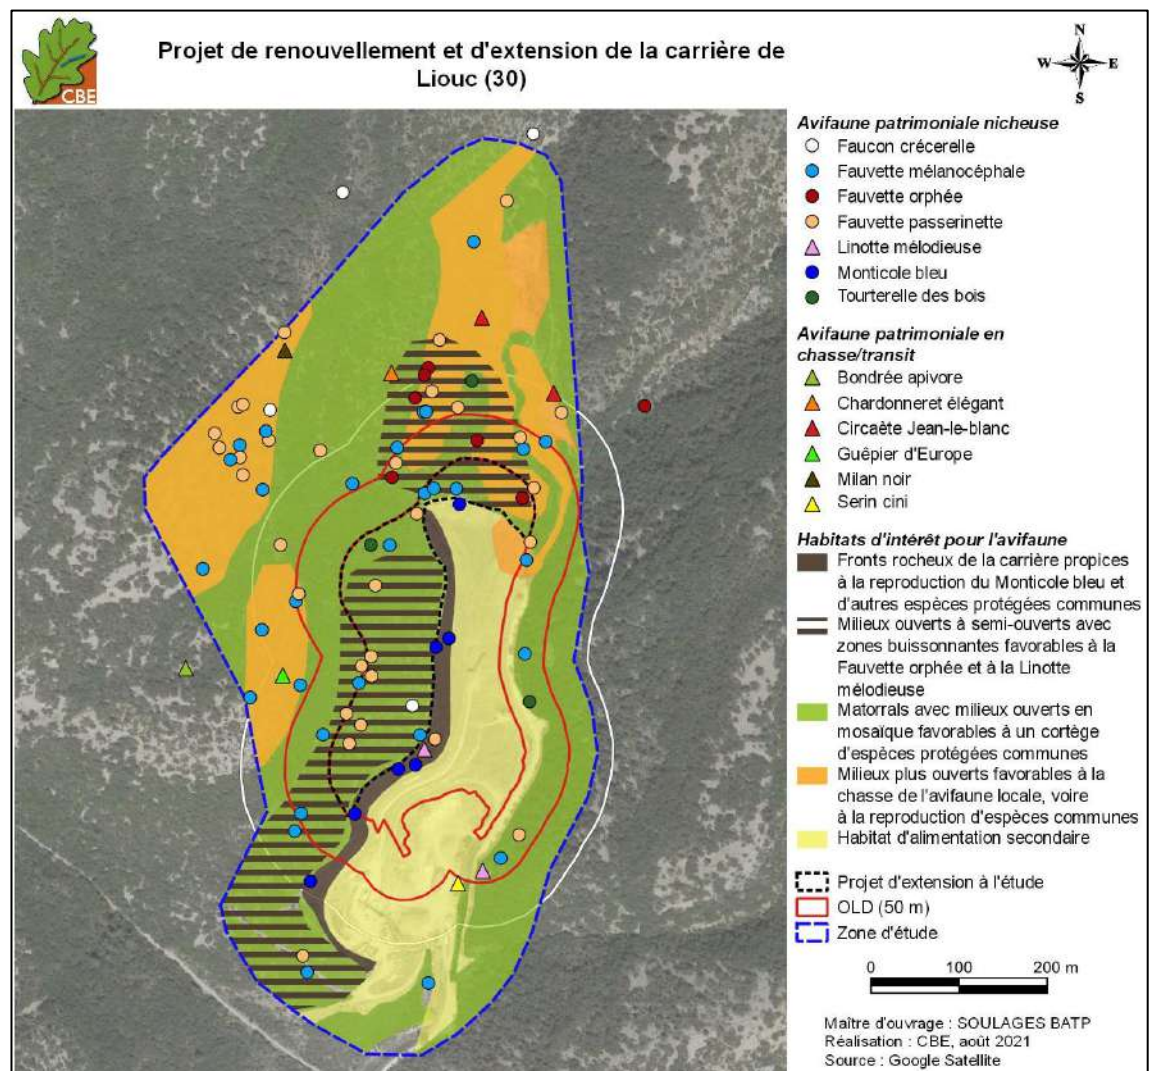 Projet de renouvellement et d'extension de la carrière de
Liouc (30)
CBE
N
W
E
S
Avifaune patrimoniale nicheuse
Faucon crécerelle
Fauvette mélanocéphale
Fauvette orphée
Fauvette passerinette
Linotte mélodieuse
Monticole bleu
Tourterelle des bois
Avifaune patrimoniale en
chasse/transit
Bondrée apivore
Chardonneret élégant
Circaète Jean-le-blanc
Guêpier d'Europe
Milan noir
Serin cini
Habitats d'intérêt pour l'avifaune
Fronts rocheux de la carrière propices
à la reproduction du Monticole bleu et
d'autres espèces protégées communes
Milieux ouverts à semi-ouverts avec
zones buissonnantes favorables à la
Fauvette orphée et à la Linotte
mélodieuse
Matorrals avec milieux ouverts en
mosaïque favorables à un cortège
d'espèces protégées communes
Milieux plus ouverts favorables à la
chasse de l'avifaune locale, voire
à la reproduction d'espèces communes
Habitat d'alimentation secondaire
Projet d'extension à l'étude
OLD (50 m)
Zone d'étude
0 100 200 m
Maître d'ouvrage : SOULAGES BATP
Réalisation : CBE, août 2021
Source : Google Satellite